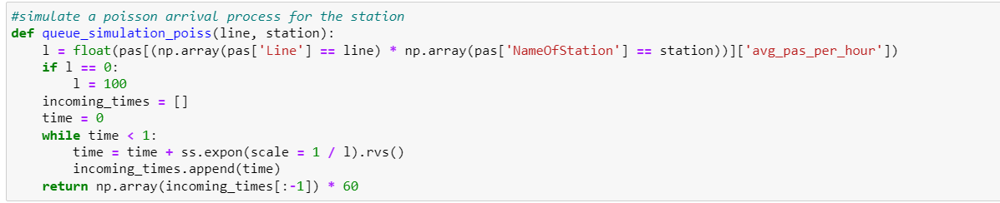 #simulate a poisson arrival process for the station
def queue_simulation_poiss(line, station):
    l = float(pas[(np.array(pas['Line'] == line) * np.array(pas['NameOfStation'] == station))]['avg_pas_per_hour'])
    if l == 0:
        l = 100
    incoming_times = []
    time = 0
    while time < 1:
        time = time + ss.expon(scale = 1 / l).rvs()
        incoming_times.append(time)
    return np.array(incoming_times[:-1]) * 60